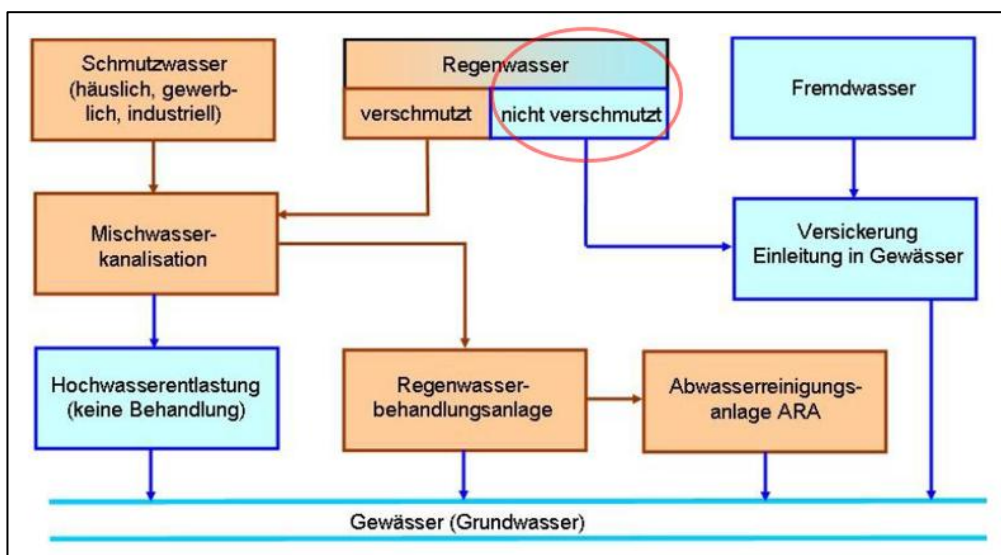 Schmutzwasser
(häuslich, gewerb-
lich, industriell)
Regenwasser
verschmutzt
nicht verschmutzt
Fremdwasser
Mischwasser-
kanalisation
Versickerung
Einleitung in Gewässer
Hochwasserentlastung
(keine Behandlung)
Regenwasser-
behandlungsanlage
Abwasserreinigungs-
anlage ARA
Gewässer (Grundwasser)